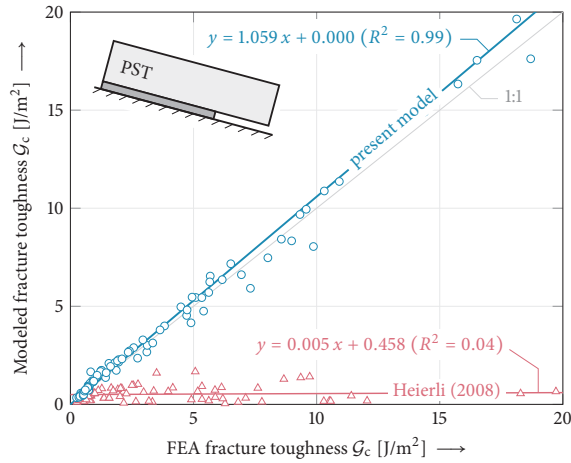 20
15
10
5
0
0
5
10
15
20
Modeled fracture toughness 𝒢c [J/m²] ⟶
FEA fracture toughness 𝒢c [J/m²] ⟶
y = 1.059 x + 0.000 (R² = 0.99)
PST
1:1
present model
y = 0.005 x + 0.458 (R² = 0.04)
Heierli (2008)